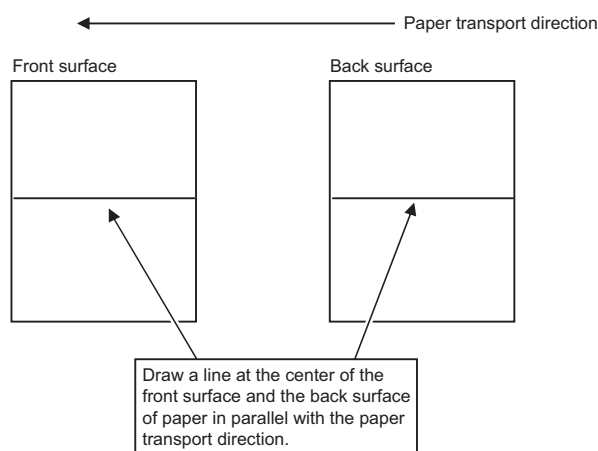 Paper transport direction
Front surface
Back surface
Draw a line at the center of the
front surface and the back surface
of paper in parallel with the paper
transport direction.